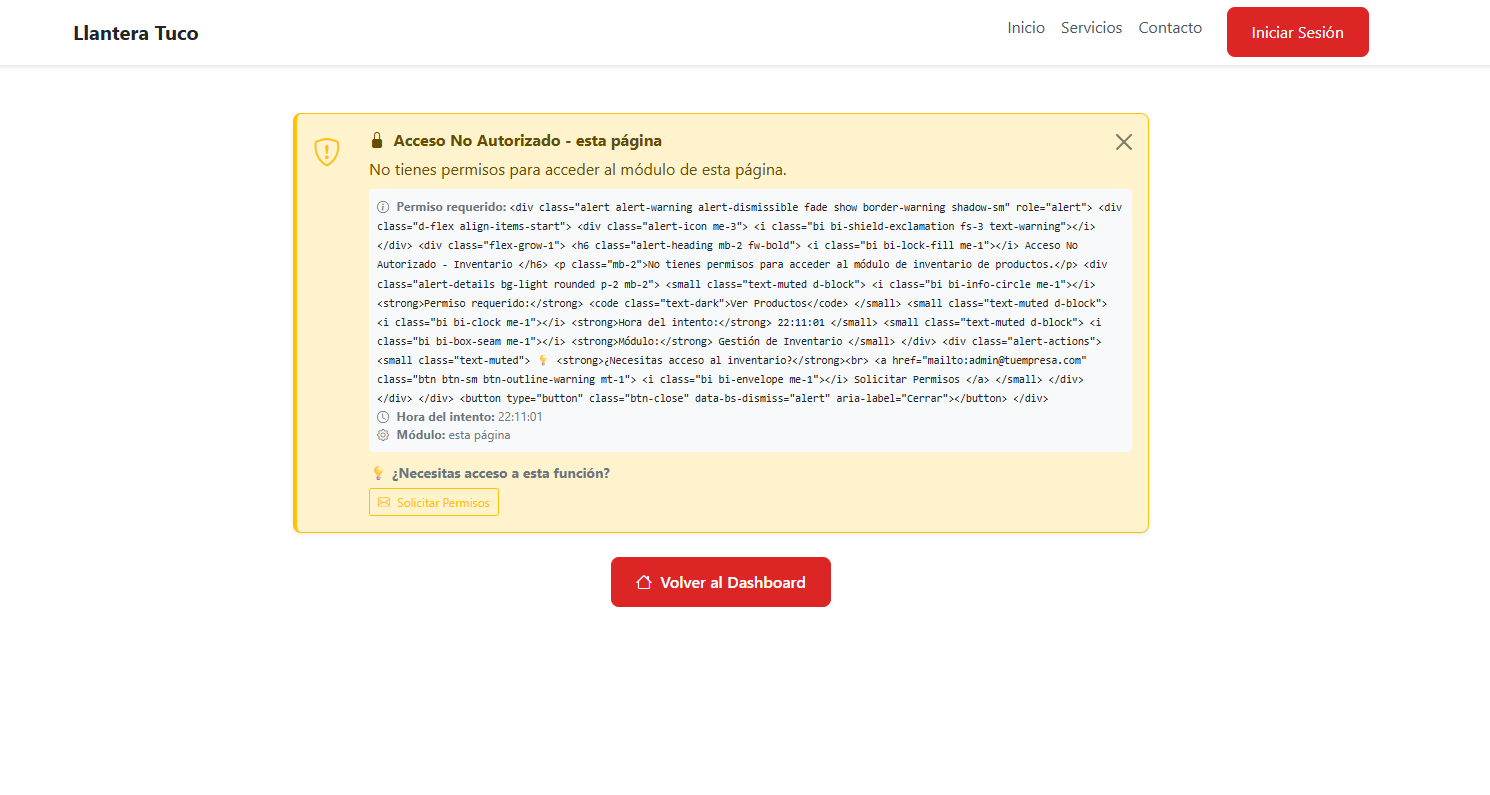 Llantera Tuco
Inicio Servicios Contacto Iniciar Sesión
Acceso No Autorizado - esta página
No tienes permisos para acceder al módulo de esta página.
Permiso requerido: <div class="alert alert-warning alert-dismissible fade show border-warning shadow-sm" role="alert"> <div
class="d-flex align-items-start"> <div class="alert-icon me-3"> <i class="bi bi-shield-exclamation fs-3 text-warning"></i>
</div> <div class="flex-grow-1"> <h6 class="alert-heading mb-2 fw-bold"> <i class="bi bi-lock-fill me-1"></i> Acceso No
Autorizado - Inventario </h6> <p class="mb-2">No tienes permisos para acceder al módulo de inventario de productos.</p> <div
class="alert-details bg-light rounded p-2 mb-2"> <small class="text-muted d-block"> <i class="bi bi-info-circle me-1"></i>
<strong>Permiso requerido:</strong> <code class="text-dark">Ver Productos</code> </small> <small class="text-muted d-block">
<i class="bi bi-clock me-1"></i> <strong>Hora del intento:</strong> 22:11:01 </small> <small class="text-muted d-block"> <i
class="bi bi-box-seam me-1"></i> <strong>Módulo:</strong> Gestión de Inventario </small> </div> <div class="alert-actions">
<small class="text-muted"> 💡 <strong>¿Necesitas acceso al inventario?</strong><br> <a href="mailto:admin@tuempresa.com"
class="btn btn-sm btn-outline-warning mt-1"> <i class="bi bi-envelope me-1"></i> Solicitar Permisos </a> </small> </div>
</div> </div> <button type="button" class="btn-close" data-bs-dismiss="alert" aria-label="Cerrar"></button> </div>
Hora del intento: 22:11:01
Módulo: esta página
💡 ¿Necesitas acceso a esta función?
Solicitar Permisos
Volver al Dashboard